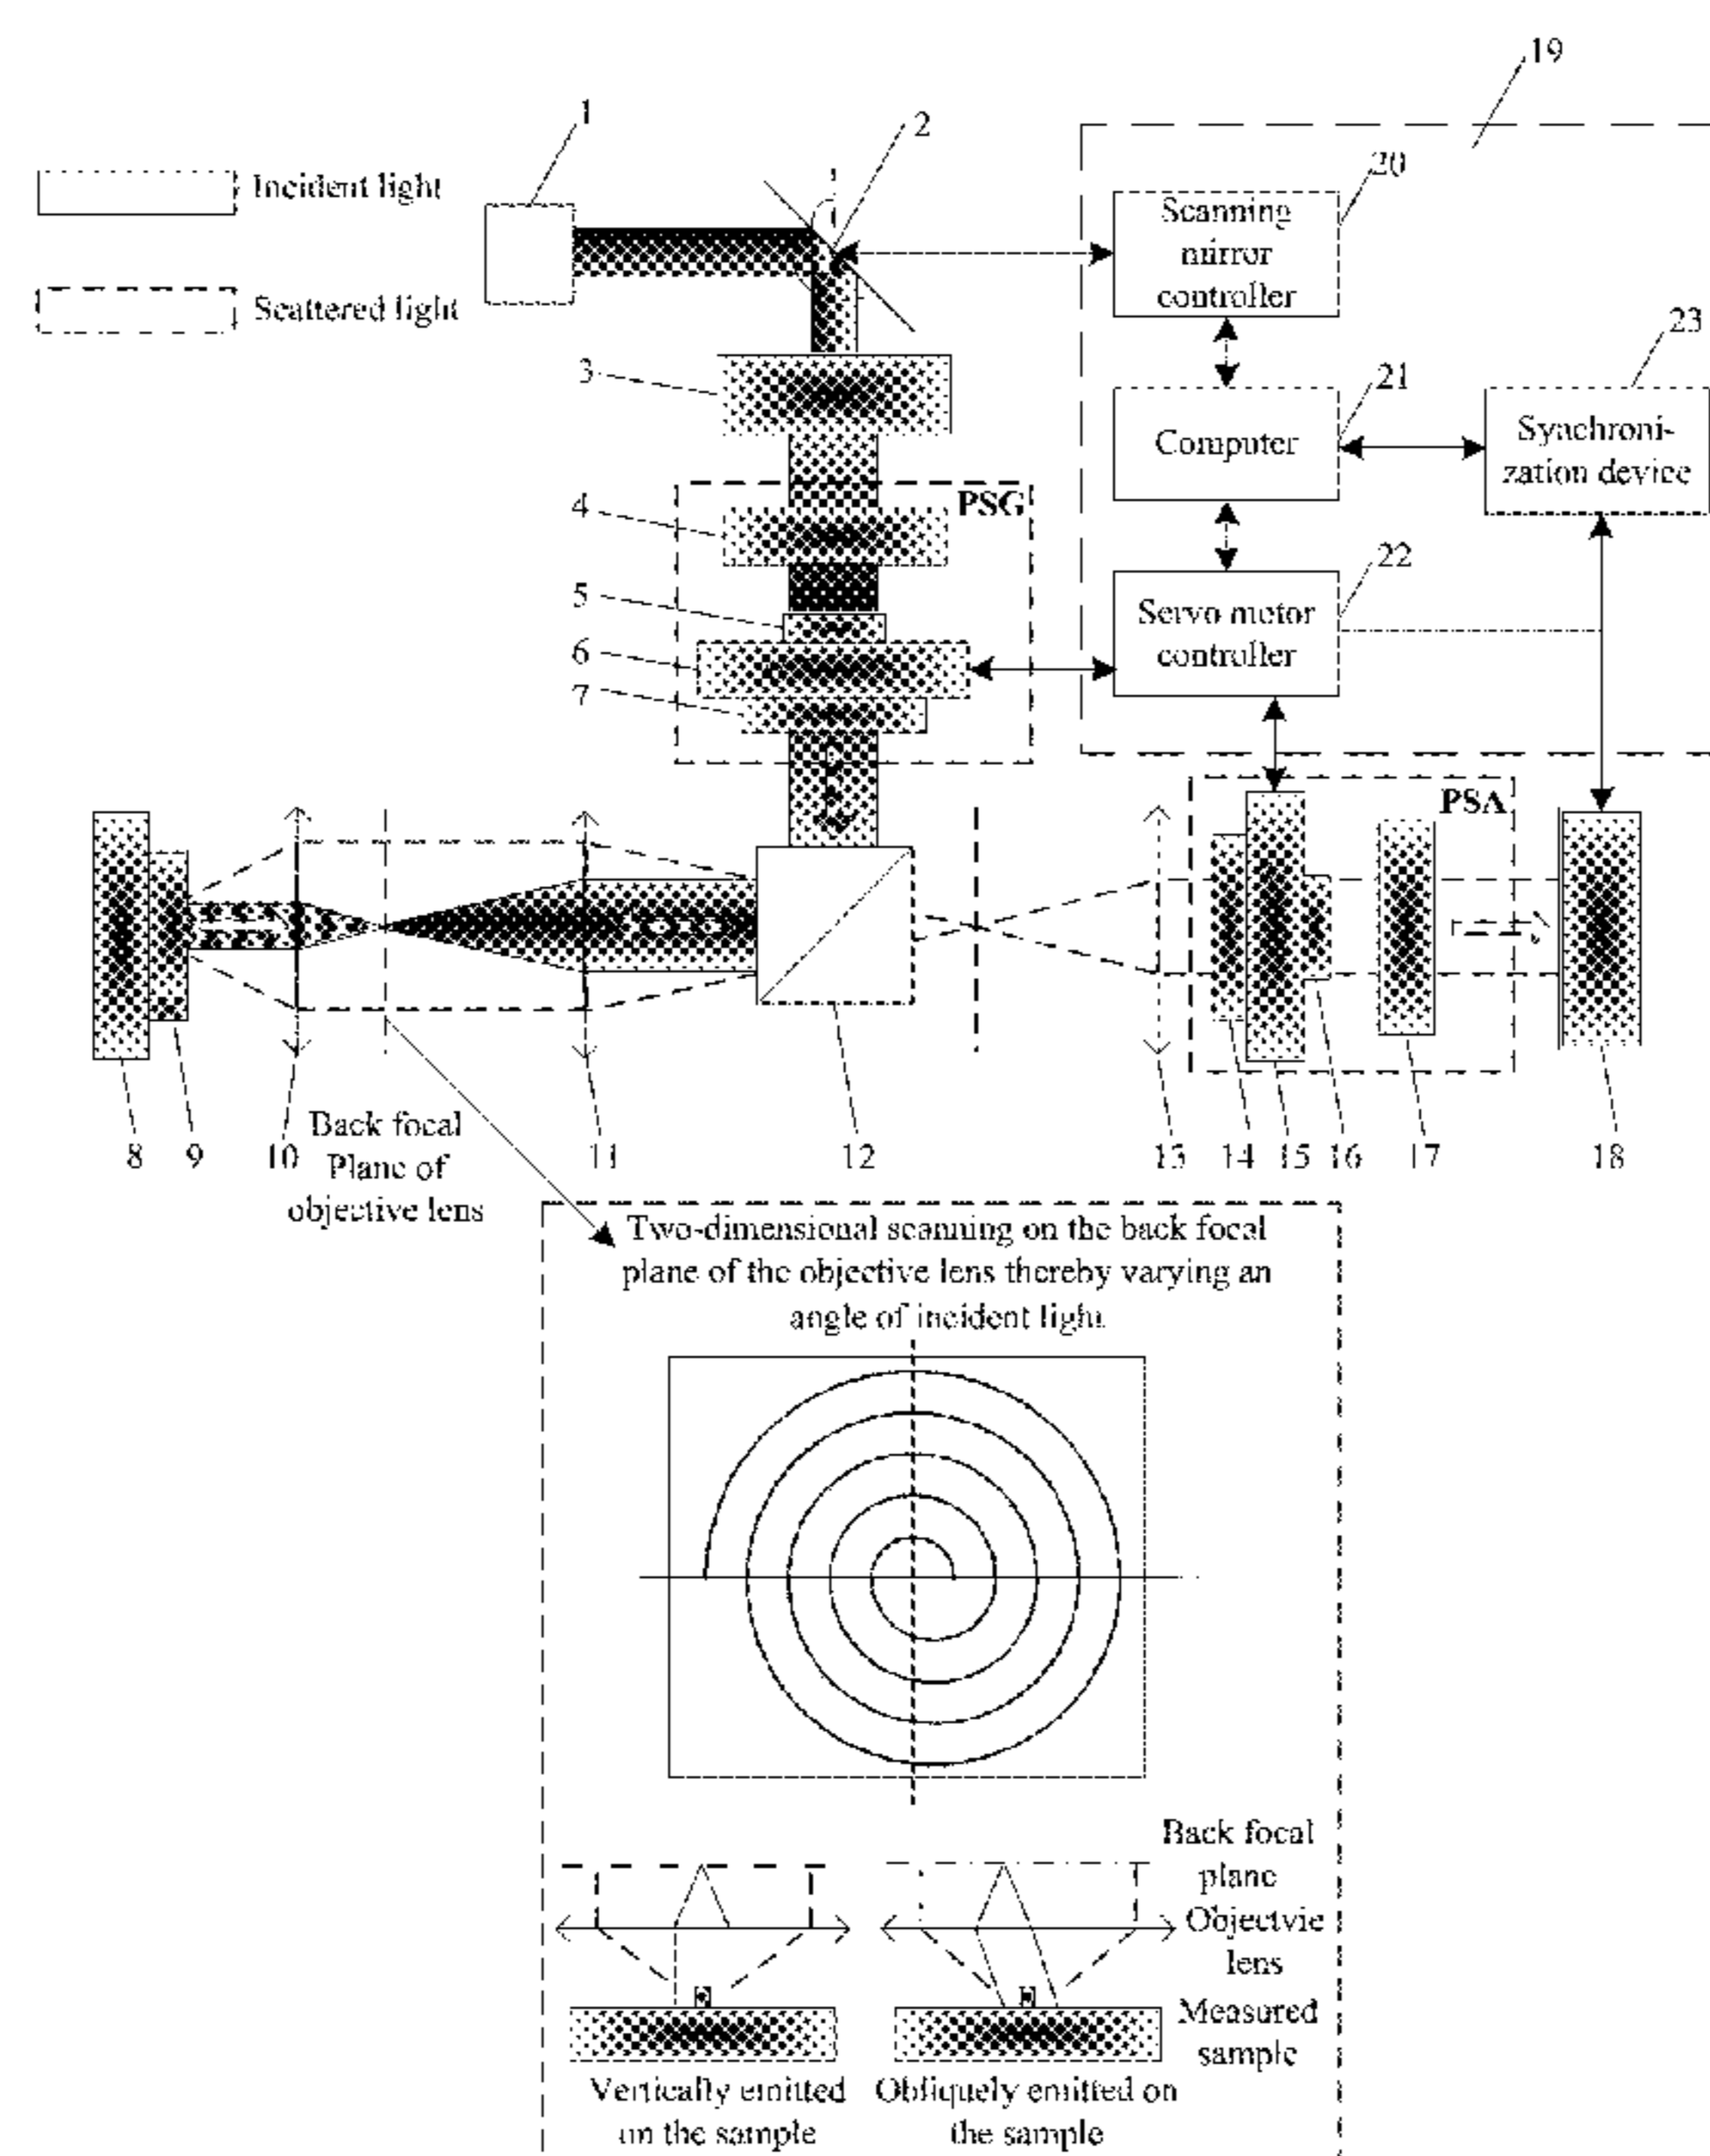 19
1
2
20
Incident light
Scanning
mirror
controller
Scattered light
23
3
21
Computer
Syachroni-
zation device
4
PSG
5
22
Servo motor
controller
6
7
PSA
8
9
10
11
12
13
14
15
16
17
18
Back focal
Plane of
objective lens
Two-dimensional scanning on the back focal
plane of the objective lens thereby varying an
angle of incident light
Back focal
plane
Objectvie
lens
Measured
sample
Vertically emitted
on the sample
Obliquely emitted on
the sample